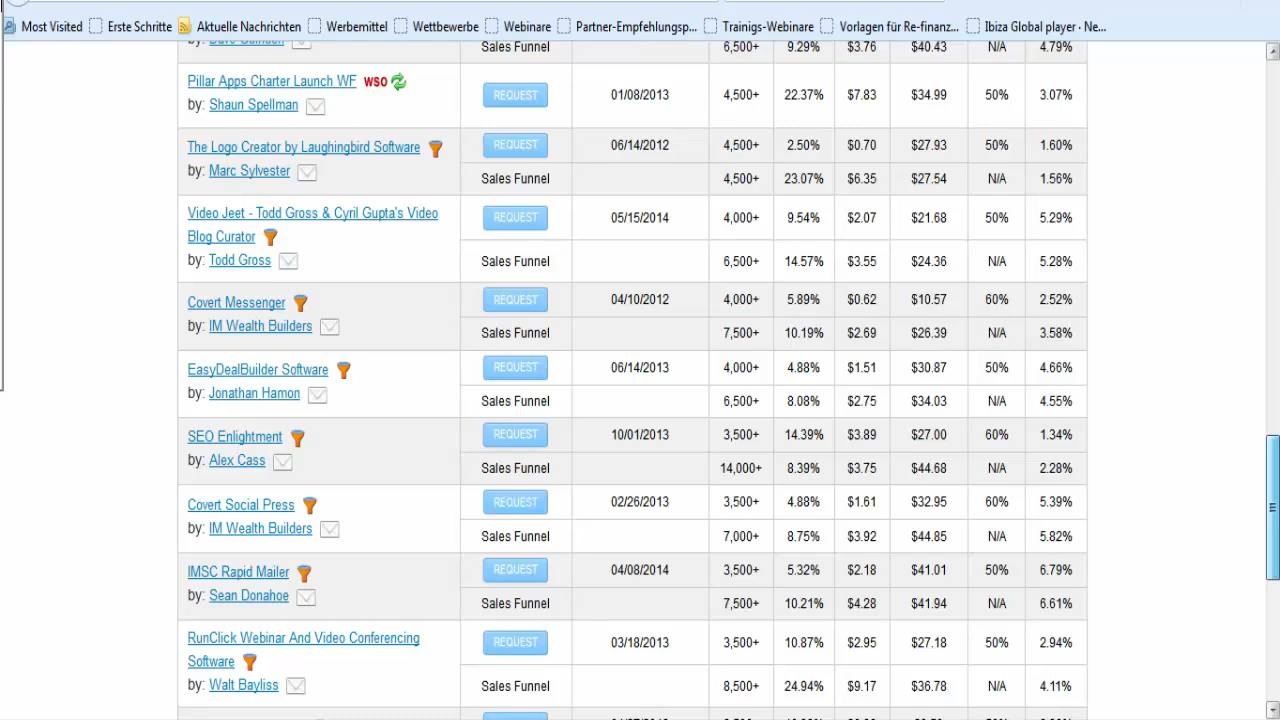 Most Visited Erste Schritte Aktuelle Nachrichten Werbemittel Wettbewerbe Webinare Partner-Empfehlungsp... Trainigs-Webinare Vorlagen für Re-finanz... Ibiza Global player · Ne...
Sales Funnel 6,500+ 9.29% $3.76 $40.43 N/A 4.79%
Pillar Apps Charter Launch WF WSO
by: Shaun Spellman
REQUEST 01/08/2013 4,500+ 22.37% $7.83 $34.99 50% 3.07%
The Logo Creator by Laughingbird Software
by: Marc Sylvester
REQUEST 06/14/2012 4,500+ 2.50% $0.70 $27.93 50% 1.60%
Sales Funnel 4,500+ 23.07% $6.35 $27.54 N/A 1.56%
Video Jeet - Todd Gross & Cyril Gupta's Video
Blog Curator
by: Todd Gross
REQUEST 05/15/2014 4,000+ 9.54% $2.07 $21.68 50% 5.29%
Sales Funnel 6,500+ 14.57% $3.55 $24.36 N/A 5.28%
Covert Messenger
by: IM Wealth Builders
REQUEST 04/10/2012 4,000+ 5.89% $0.62 $10.57 60% 2.52%
Sales Funnel 7,500+ 10.19% $2.69 $26.39 N/A 3.58%
EasyDealBuilder Software
by: Jonathan Hamon
REQUEST 06/14/2013 4,000+ 4.88% $1.51 $30.87 50% 4.66%
Sales Funnel 6,500+ 8.08% $2.75 $34.03 N/A 4.55%
SEO Enlightment
by: Alex Cass
REQUEST 10/01/2013 3,500+ 14.39% $3.89 $27.00 60% 1.34%
Sales Funnel 14,000+ 8.39% $3.75 $44.68 N/A 2.28%
Covert Social Press
by: IM Wealth Builders
REQUEST 02/26/2013 3,500+ 4.88% $1.61 $32.95 60% 5.39%
Sales Funnel 7,000+ 8.75% $3.92 $44.85 N/A 5.82%
IMSC Rapid Mailer
by: Sean Donahoe
REQUEST 04/08/2014 3,500+ 5.32% $2.18 $41.01 50% 6.79%
Sales Funnel 7,500+ 10.21% $4.28 $41.94 N/A 6.61%
RunClick Webinar And Video Conferencing
Software
by: Walt Bayliss
REQUEST 03/18/2013 3,500+ 10.87% $2.95 $27.18 50% 2.94%
Sales Funnel 8,500+ 24.94% $9.17 $36.78 N/A 4.11%